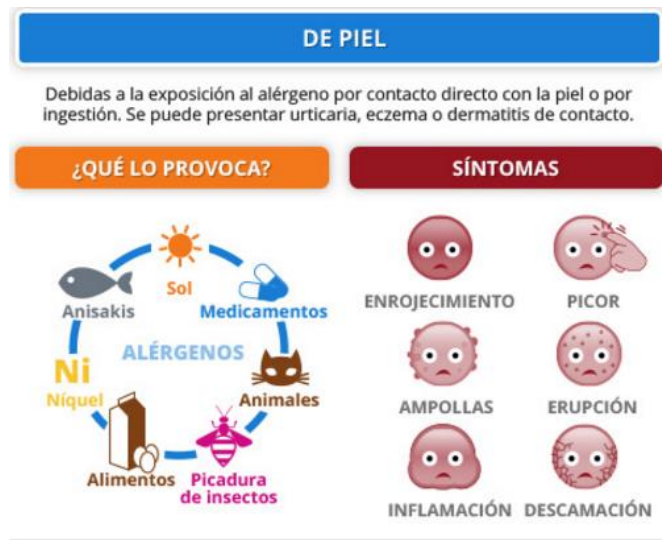 DE PIEL
Debidas a la exposición al alérgeno por contacto directo con la piel o por
ingestión. Se puede presentar urticaria, eczema o dermatitis de contacto.
¿QUÉ LO PROVOCA?
Sol
Medicamentos
Animales
Picadura
de insectos
Alimentos
Ni
Níquel
Anisakis
ALÉRGENOS
SÍNTOMAS
ENROJECIMIENTO
PICOR
AMPOLLAS
ERUPCIÓN
INFLAMACIÓN
DESCAMACIÓN